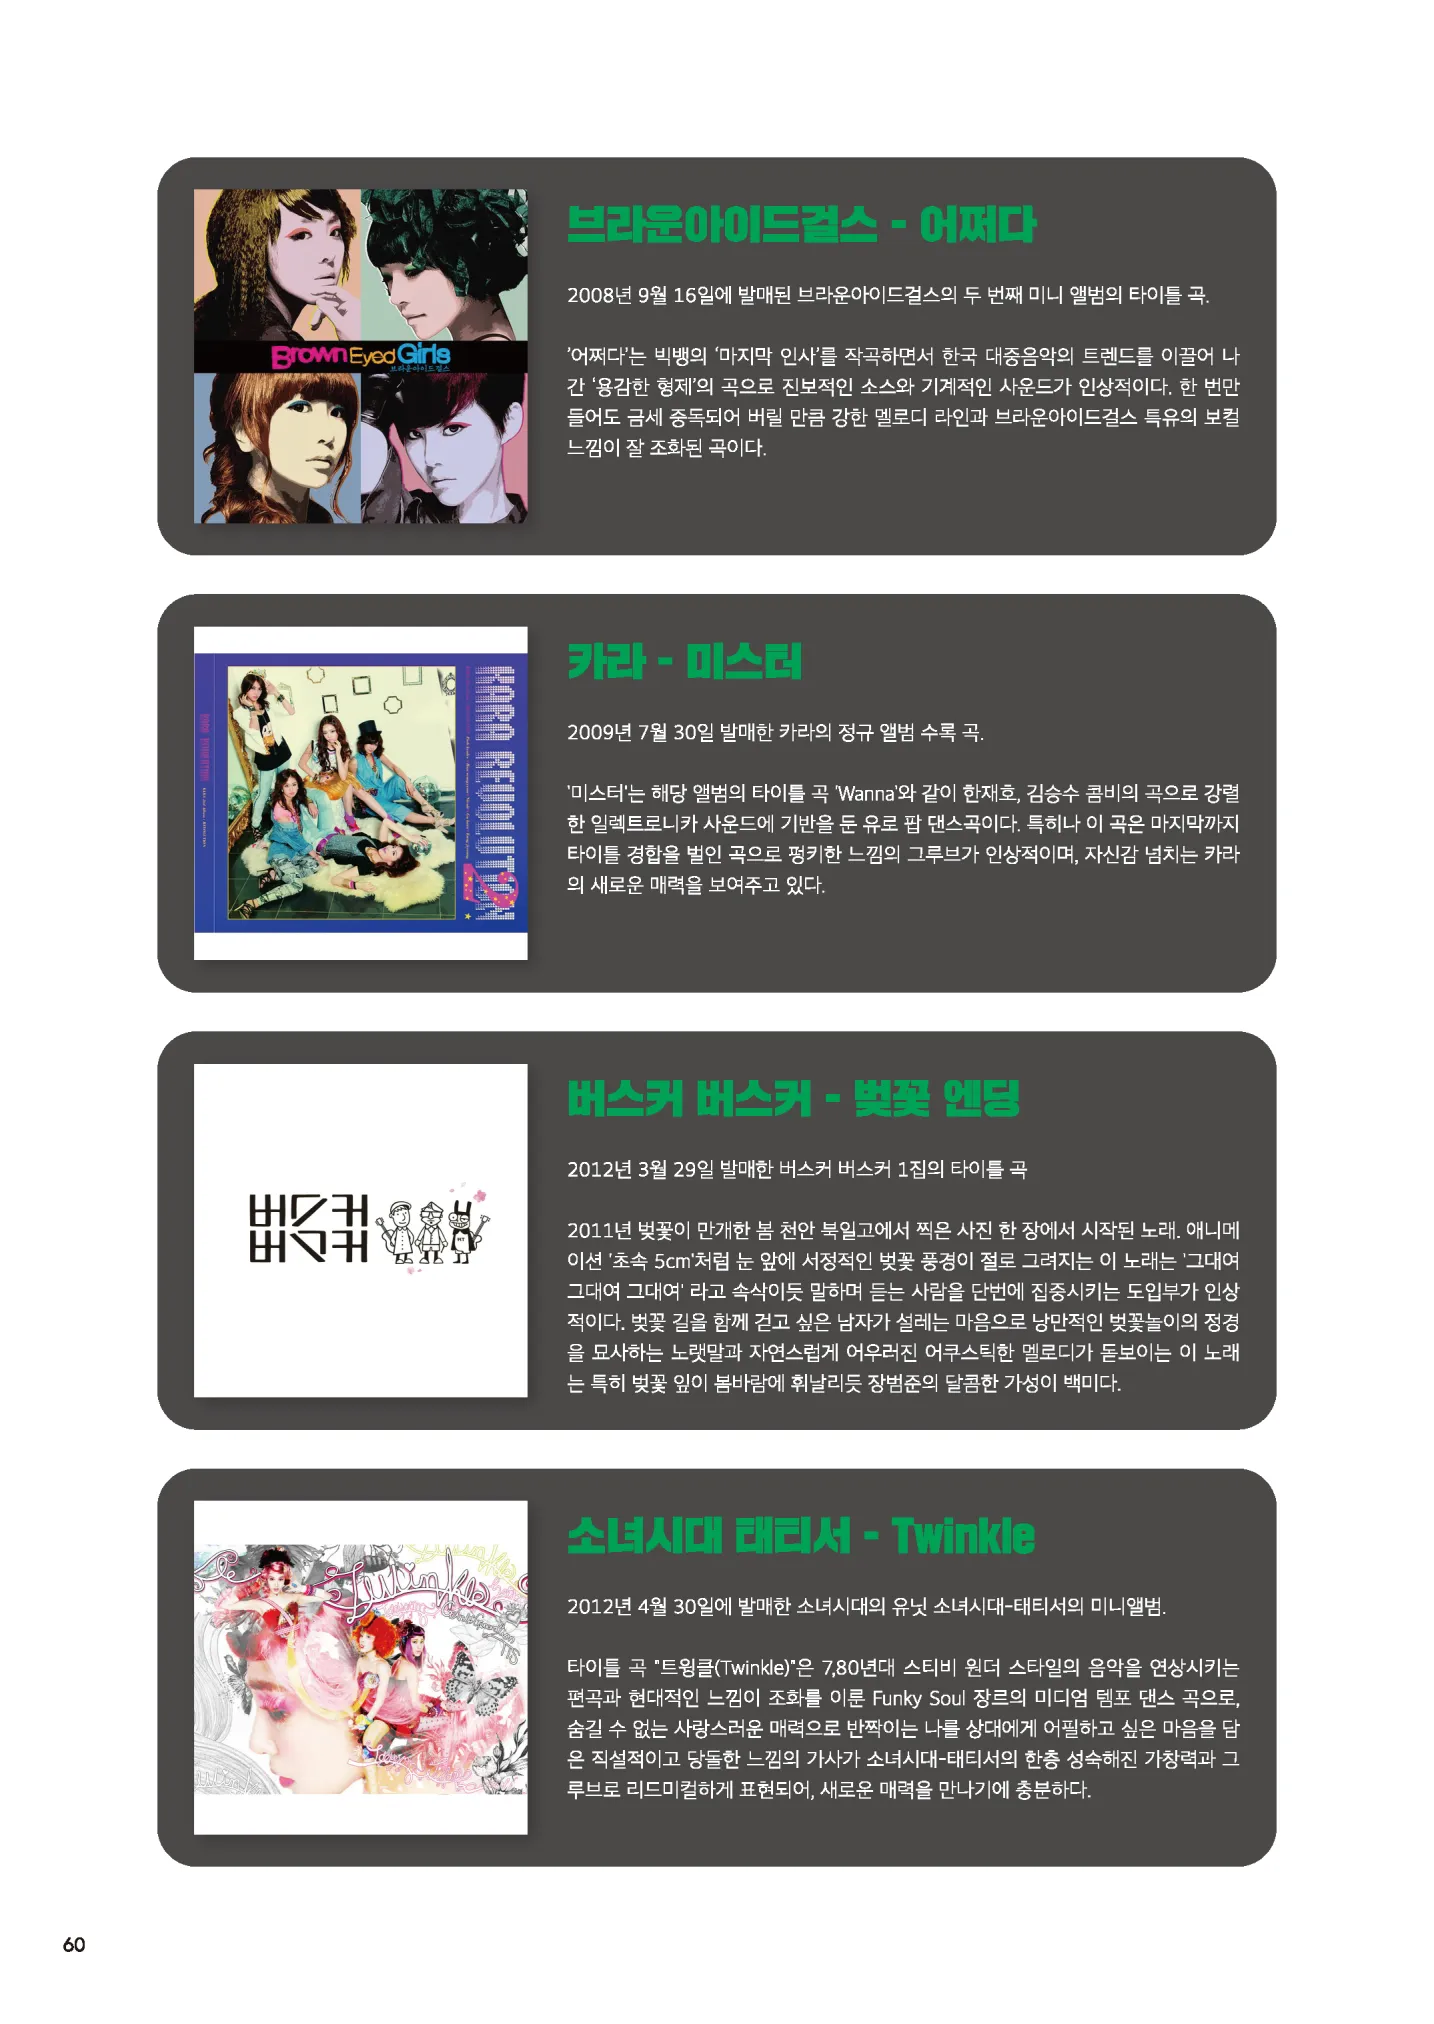 Brown Eyed Girls
브라운아이드걸스
브라운아이드걸스 - 어쩌다
2008년 9월 16일에 발매된 브라운아이드걸스의 두 번째 미니 앨범의 타이틀 곡.
'어쩌다'는 빅뱅의 ‘마지막 인사’를 작곡하면서 한국 대중음악의 트렌드를 이끌어 나
간 ‘용감한 형제’의 곡으로 진보적인 소스와 기계적인 사운드가 인상적이다. 한 번만
들어도 금세 중독되어 버릴 만큼 강한 멜로디 라인과 브라운아이드걸스 특유의 보컬
느낌이 잘 조화된 곡이다.
KARA REVOLUTION
카라 - 미스터
2009년 7월 30일 발매한 카라의 정규 앨범 수록 곡.
'미스터'는 해당 앨범의 타이틀 곡 'Wanna'와 같이 한재호, 김승수 콤비의 곡으로 강렬
한 일렉트로니카 사운드에 기반을 둔 유로 팝 댄스곡이다. 특히나 이 곡은 마지막까지
타이틀 경합을 벌인 곡으로 펑키한 느낌의 그루브가 인상적이며, 자신감 넘치는 카라
의 새로운 매력을 보여주고 있다.
버스커
버스커
버스커 버스커 - 벚꽃 엔딩
2012년 3월 29일 발매한 버스커 버스커 1집의 타이틀 곡
2011년 벚꽃이 만개한 봄 천안 북일고에서 찍은 사진 한 장에서 시작된 노래. 애니메
이션 '초속 5cm'처럼 눈 앞에 서정적인 벚꽃 풍경이 절로 그려지는 이 노래는 '그대여
그대여 그대여' 라고 속삭이듯 말하며 듣는 사람을 단번에 집중시키는 도입부가 인상
적이다. 벚꽃 길을 함께 걷고 싶은 남자가 설레는 마음으로 낭만적인 벚꽃놀이의 정경
을 묘사하는 노랫말과 자연스럽게 어우러진 어쿠스틱한 멜로디가 돋보이는 이 노래
는 특히 벚꽃 잎이 봄바람에 휘날리듯 장범준의 달콤한 가성이 백미다.
Twinkle
소녀시대 태티서 - Twinkle
2012년 4월 30일에 발매한 소녀시대의 유닛 소녀시대-태티서의 미니앨범.
타이틀 곡 "트윙클(Twinkle)"은 7,80년대 스티비 원더 스타일의 음악을 연상시키는
편곡과 현대적인 느낌이 조화를 이룬 Funky Soul 장르의 미디엄 템포 댄스 곡으로,
숨길 수 없는 사랑스러운 매력으로 반짝이는 나를 상대에게 어필하고 싶은 마음을 담
은 직설적이고 당돌한 느낌의 가사가 소녀시대-태티서의 한층 성숙해진 가창력과 그
루브로 리드미컬하게 표현되어, 새로운 매력을 만나기에 충분하다.
60